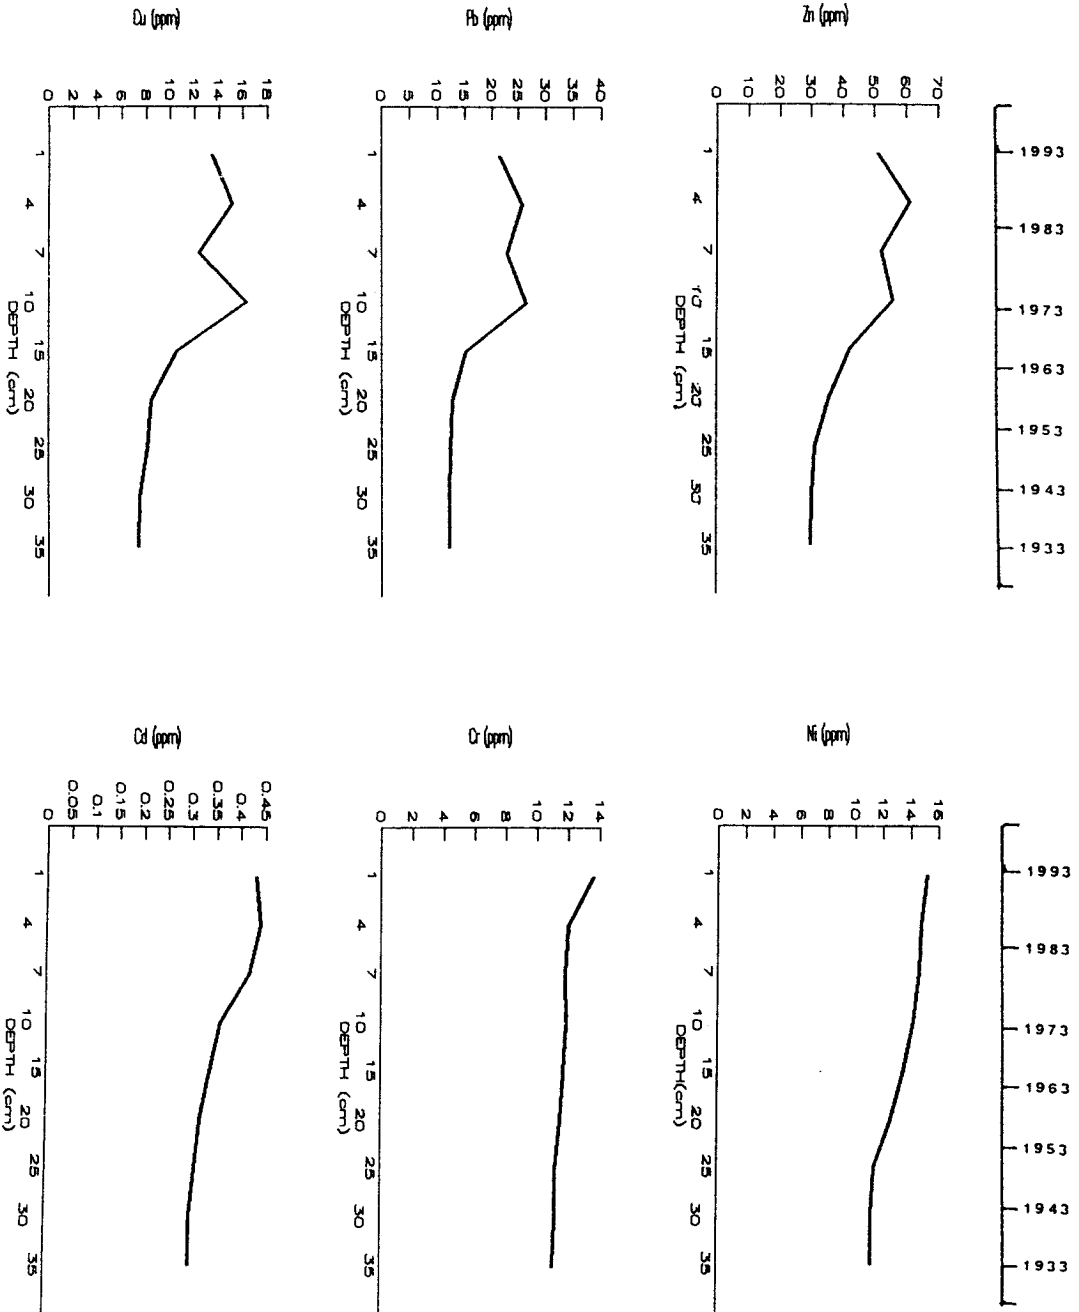 Cu (ppm)
0 2 4 6 8 10 12 14 16 18
1 4 7 10 15 20 25 30 35
DEPTH (cm)
Pb (ppm)
0 5 10 15 20 25 30 35 40
1 4 7 10 15 20 25 30 35
DEPTH (cm)
Zn (ppm)
0 10 20 30 40 50 60 70
1 4 7 10 15 20 25 30 35
DEPTH (cm)
1993 1983 1973 1963 1953 1943 1933
Cd (ppm)
0 0.05 0.1 0.15 0.2 0.25 0.3 0.35 0.4 0.45
1 4 7 10 15 20 25 30 35
DEPTH (cm)
Cr (ppm)
0 2 4 6 8 10 12 14
1 4 7 10 15 20 25 30 35
DEPTH (cm)
Ni (ppm)
0 2 4 6 8 10 12 14 16
1 4 7 10 15 20 25 30 35
DEPTH(cm)
1993 1983 1973 1963 1953 1943 1933